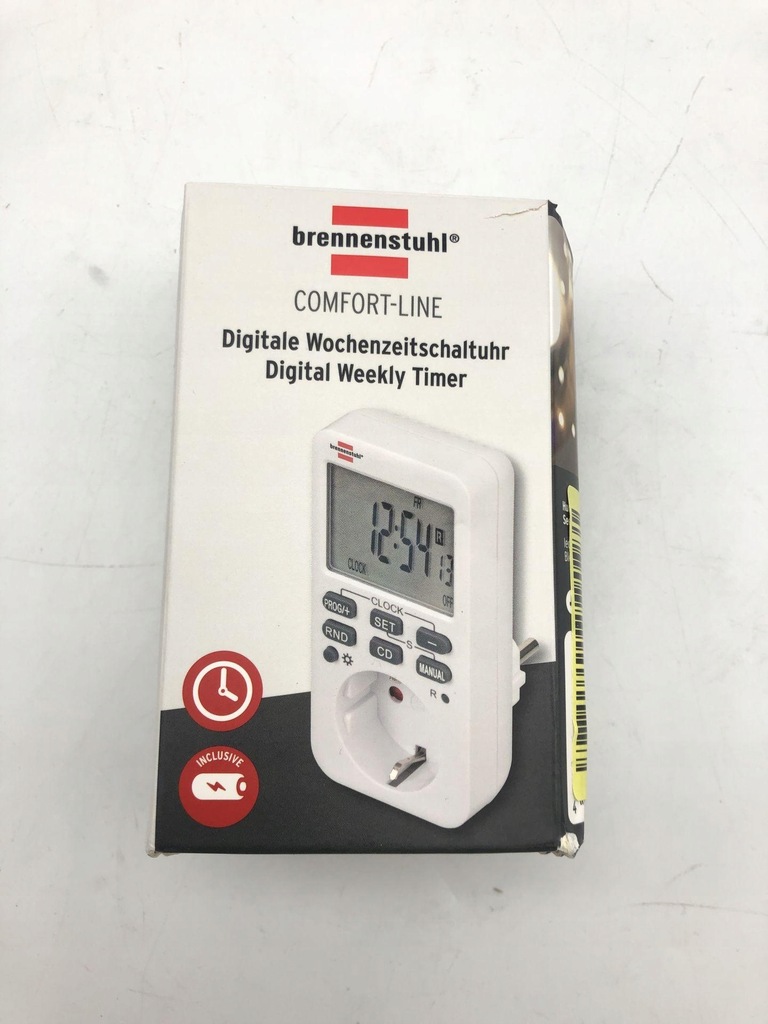 brennenstuhl®
COMFORT-LINE
Digitale Wochenzeitschaltuhr
Digital Weekly Timer
brennenstuhl®
FR
12:54 R
CLOCK 13
OFF
CLOCK
PROG/+ SET –
RND CD S MANUAL
R
INCLUSIVE